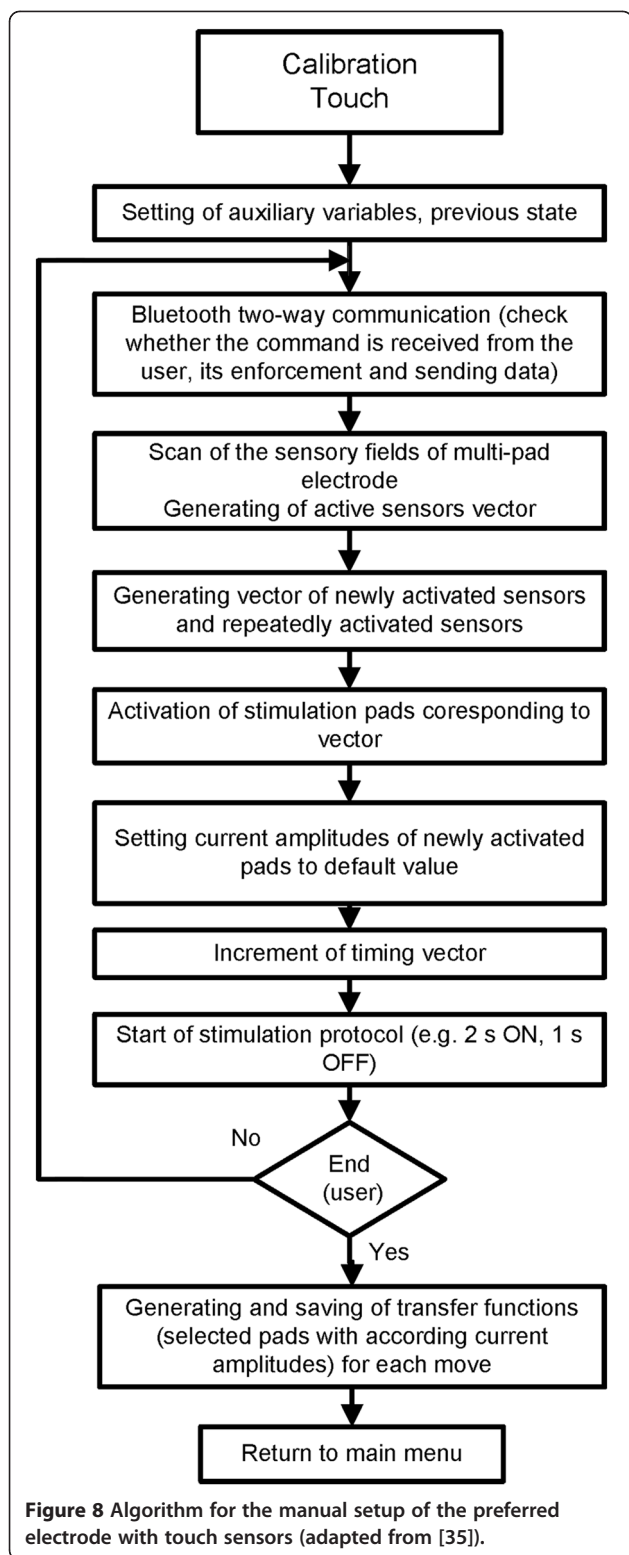 Calibration
Touch
Setting of auxiliary variables, previous state
Bluetooth two-way communication (check
whether the command is received from the
user, its enforcement and sending data)
Scan of the sensory fields of multi-pad
electrode
Generating of active sensors vector
Generating vector of newly activated sensors
and repeatedly activated sensors
Activation of stimulation pads coresponding to
vector
Setting current amplitudes of newly activated
pads to default value
Increment of timing vector
Start of stimulation protocol (e.g. 2 s ON, 1 s
OFF)
No
End
(user)
Yes
Generating and saving of transfer functions
(selected pads with according current
amplitudes) for each move
Return to main menu
Figure 8 Algorithm for the manual setup of the preferred
electrode with touch sensors (adapted from [35]).